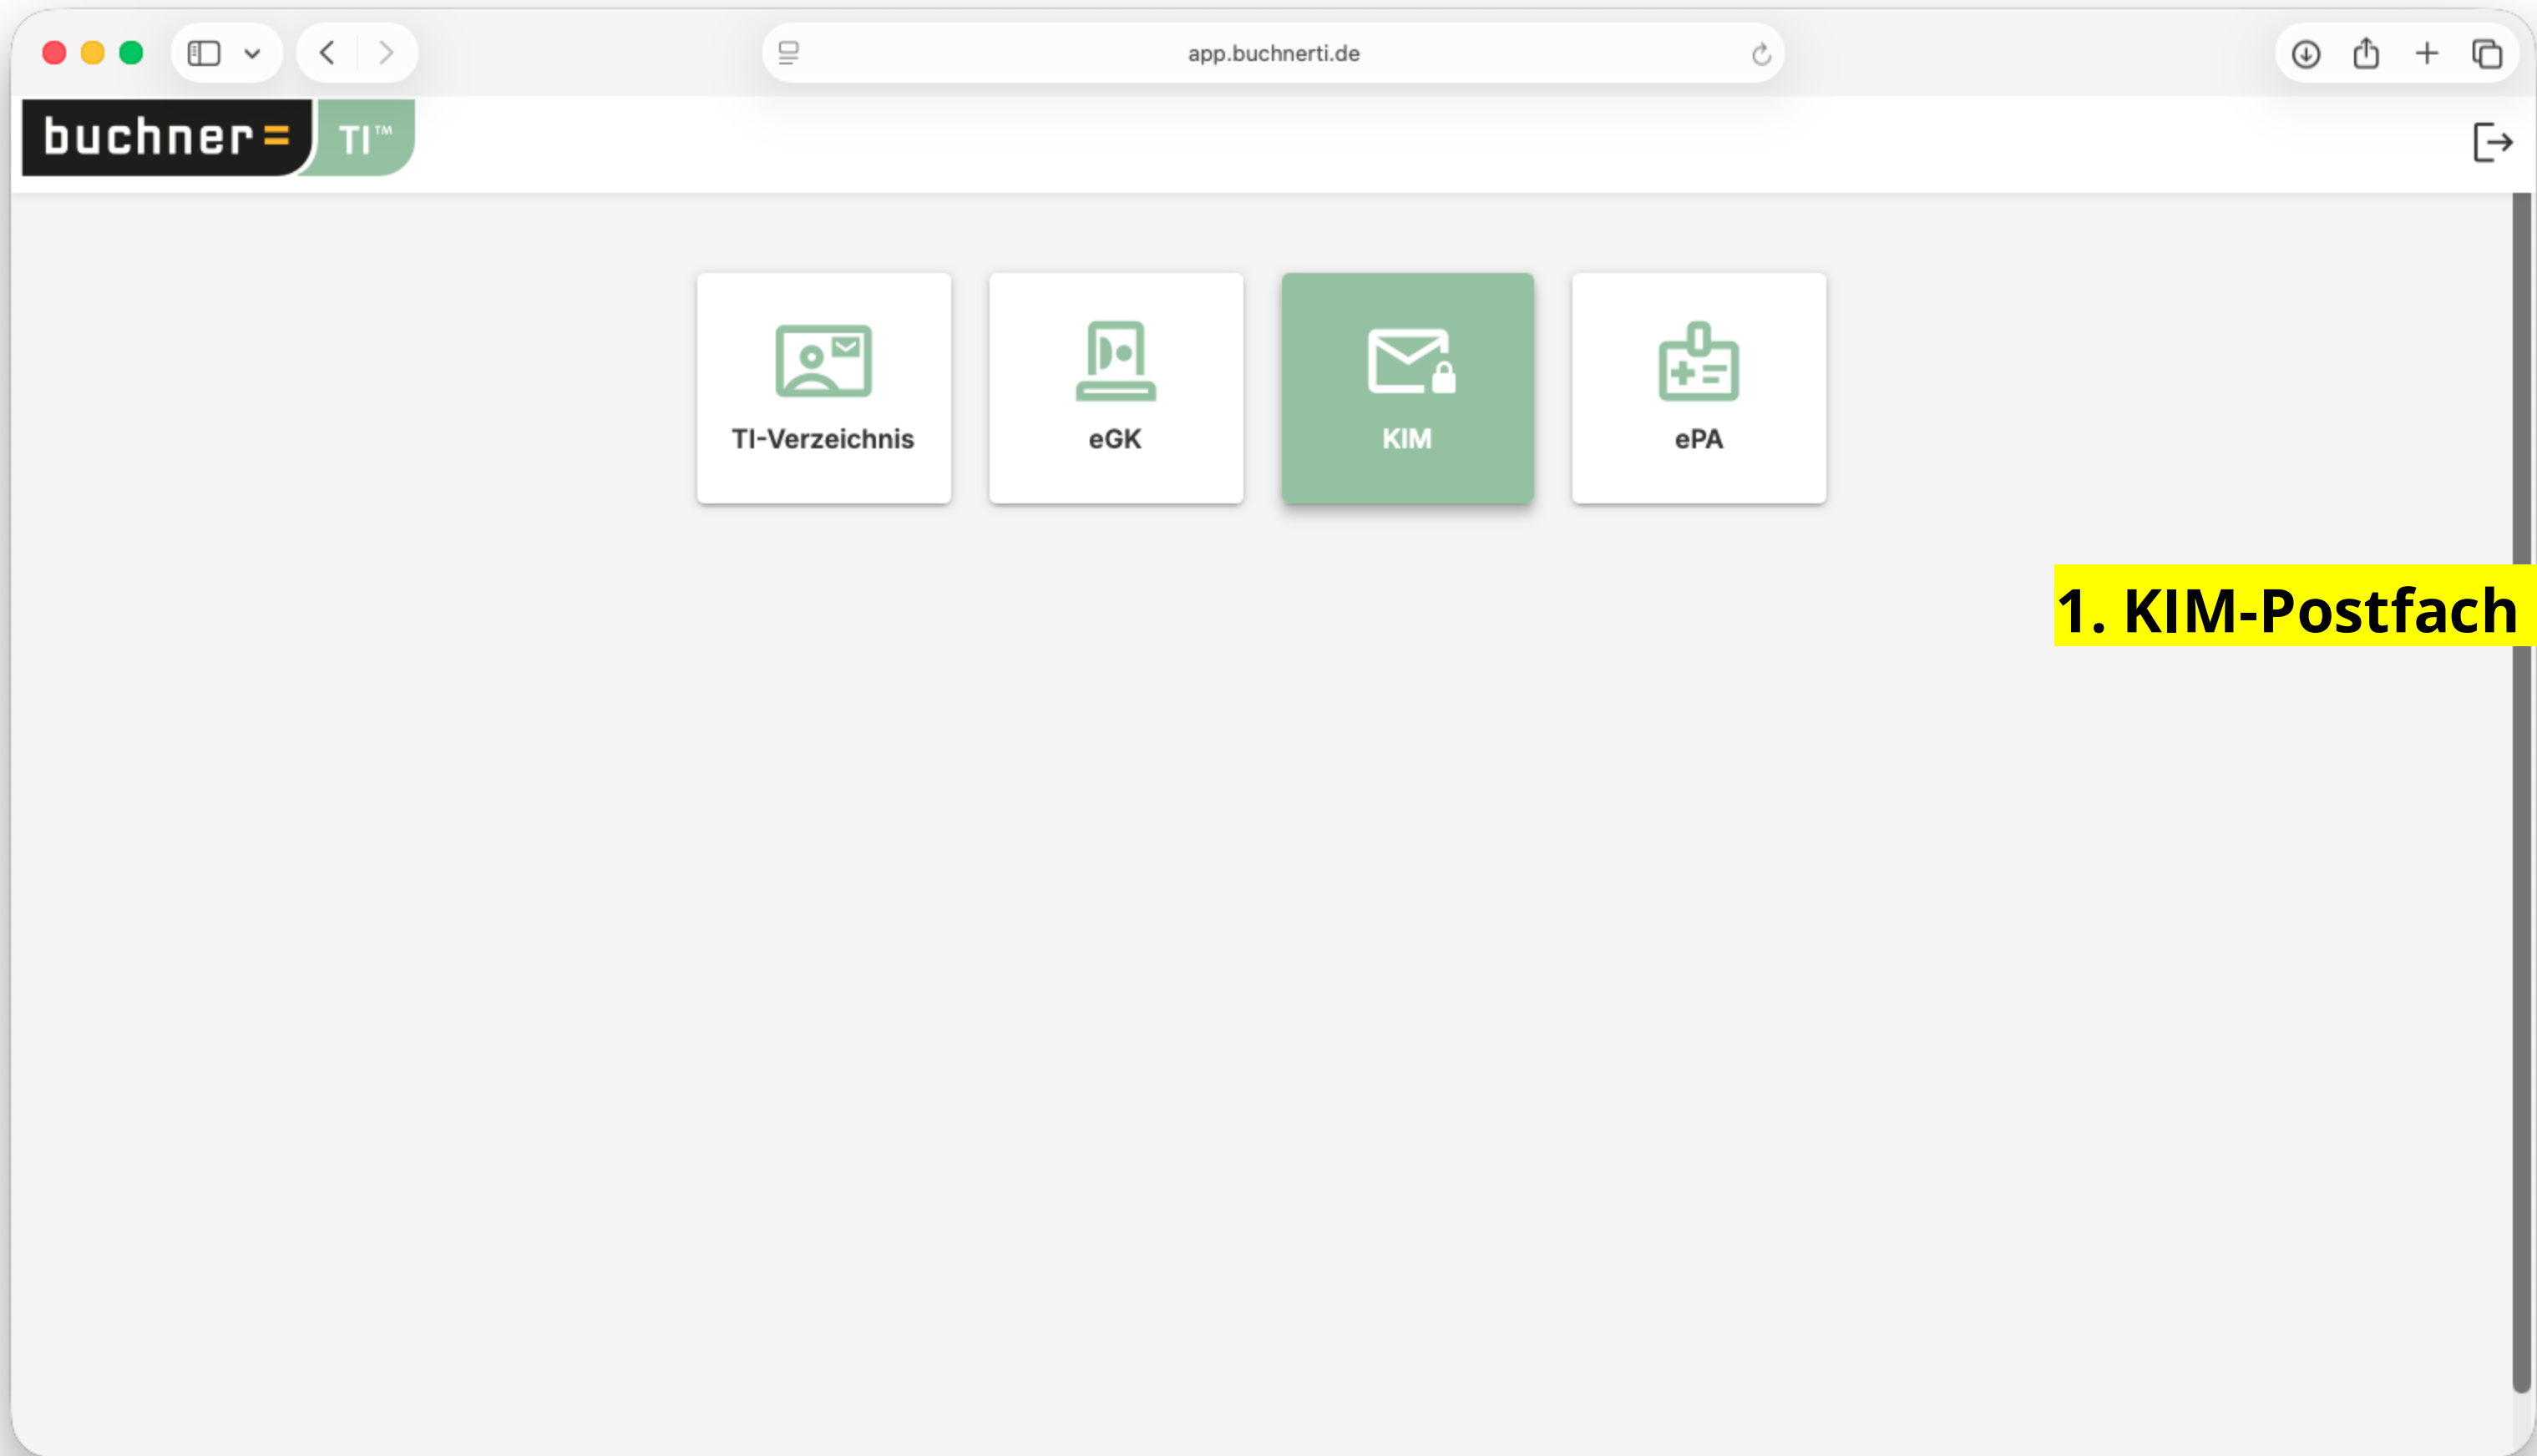 app.buchnerti.de
buchner= TI™
TI-Verzeichnis
eGK
KIM
ePA
1. KIM-Postfach